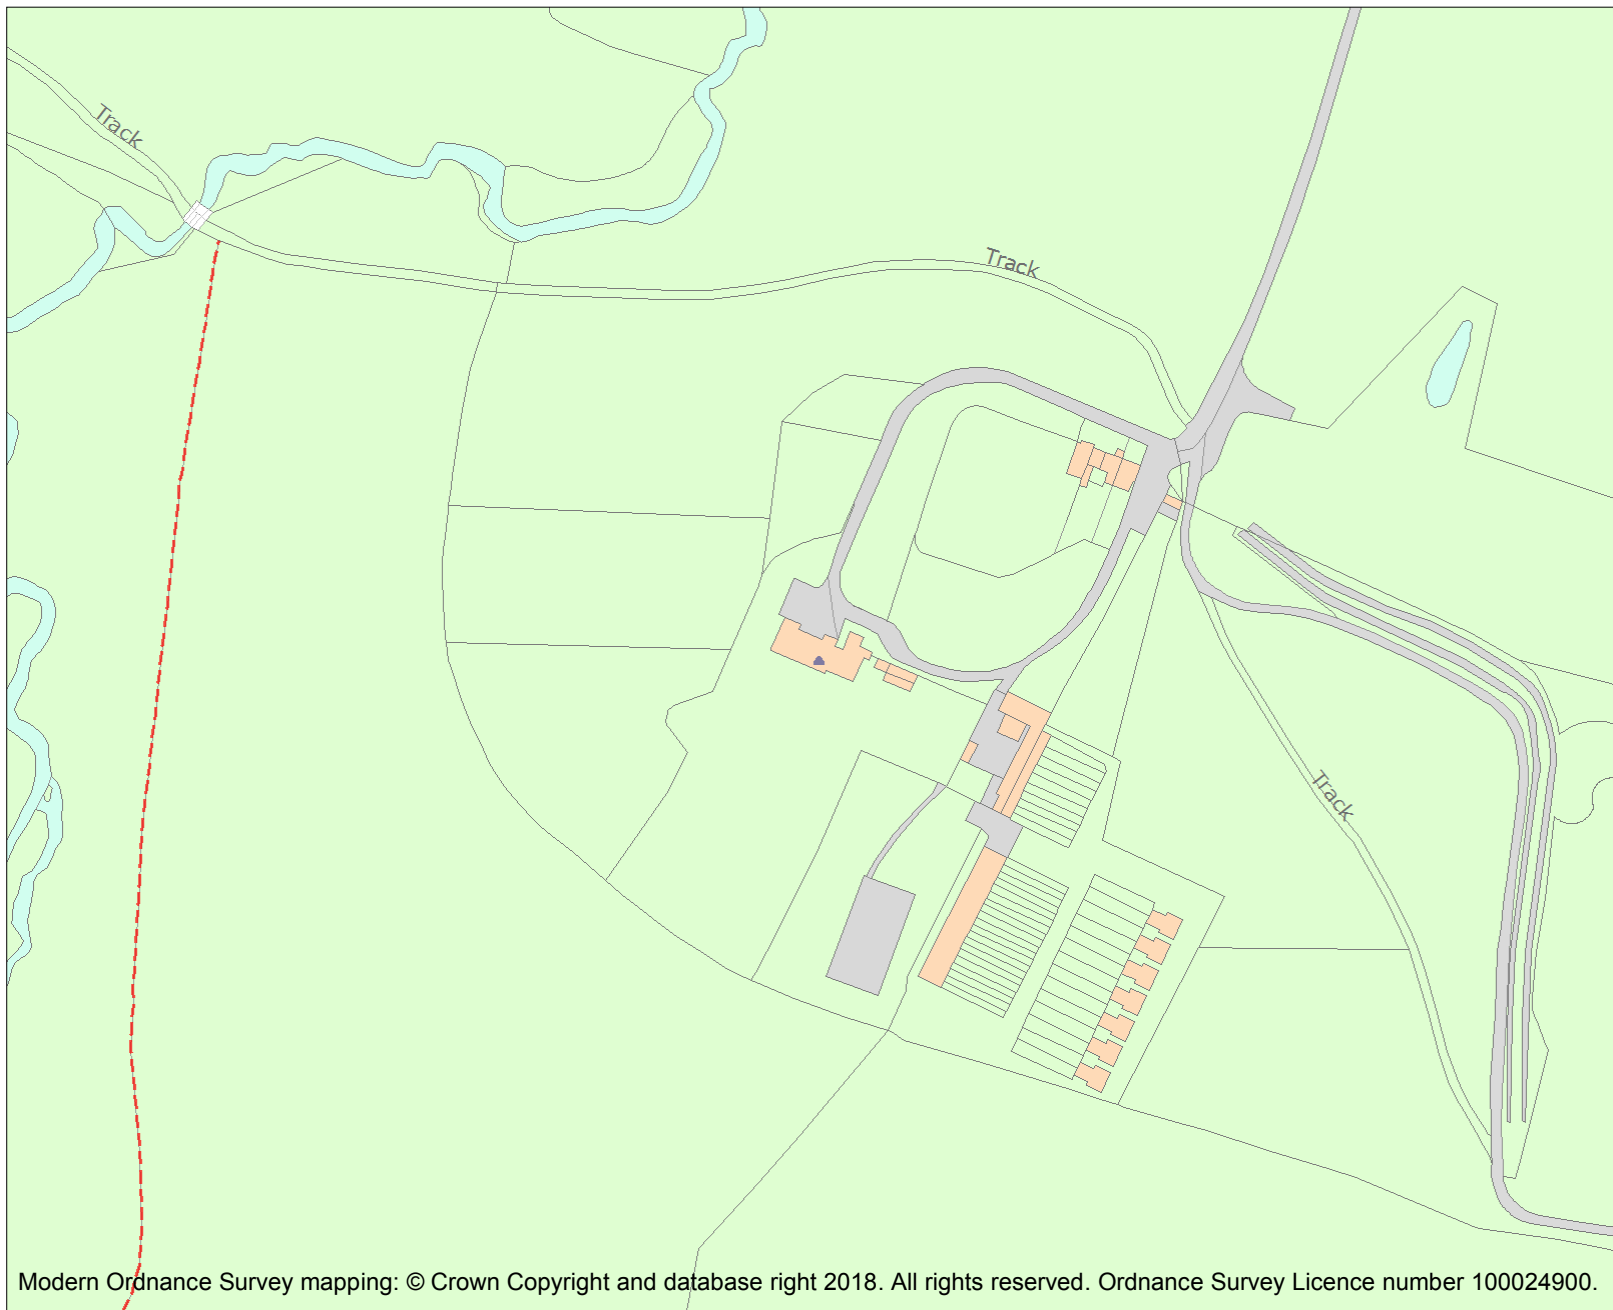 Track
Track
Track
Modern Ordnance Survey mapping: © Crown Copyright and database right 2018. All rights reserved. Ordnance Survey Licence number 100024900.